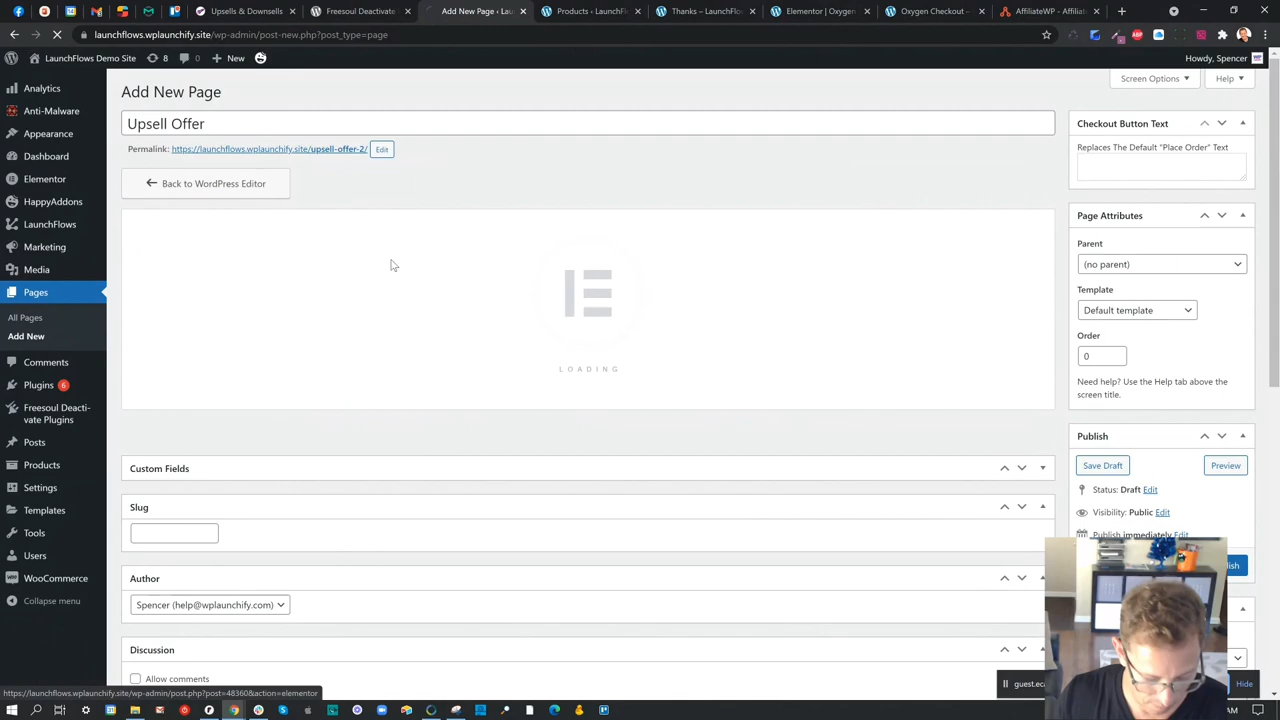 Upsells & Downsells
Freesoul Deactivate
Add New Page ‹ La
Products ‹ LaunchFl
Thanks – LaunchFl
Elementor | Oxygen
Oxygen Checkout –
AffiliateWP – Affiliate
launchflows.wplaunchify.site/wp-admin/post-new.php?post_type=page
LaunchFlows Demo Site
8
0
New
Howdy, Spencer
Screen Options
Help
Analytics
Anti-Malware
Appearance
Dashboard
Elementor
HappyAddons
LaunchFlows
Marketing
Media
Pages
All Pages
Add New
Comments
Plugins 6
Freesoul Deacti-
vate Plugins
Posts
Products
Settings
Templates
Tools
Users
WooCommerce
Collapse menu
Add New Page
Upsell Offer
Permalink: https://launchflows.wplaunchify.site/upsell-offer-2/ Edit
Back to WordPress Editor
LOADING
Custom Fields
Slug
Author
Spencer (help@wplaunchify.com)
Discussion
Allow comments
Checkout Button Text
Replaces The Default "Place Order" Text
Page Attributes
Parent
(no parent)
Template
Default template
Order
0
Need help? Use the Help tab above the
screen title.
Publish
Save Draft
Preview
Status: Draft Edit
Visibility: Public Edit
Publish immediately Edit
https://launchflows.wplaunchify.site/wp-admin/post.php?post=48360&action=elementor
Hide